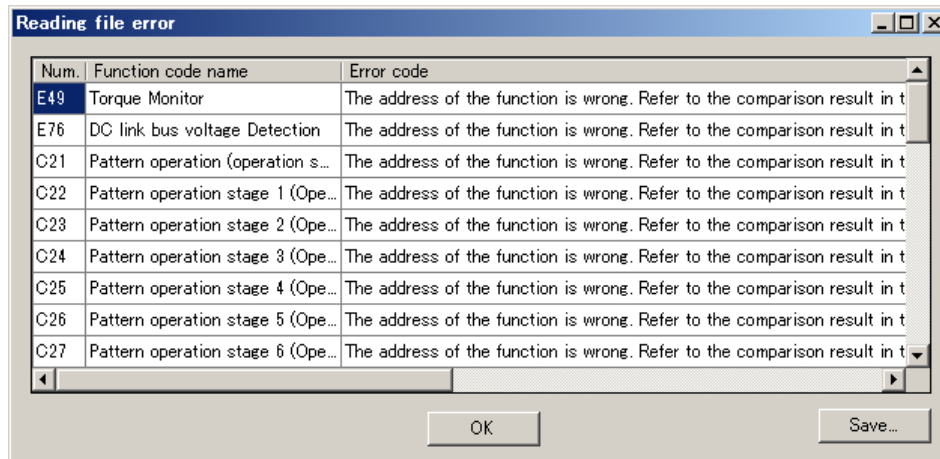 Reading file error
Num. Function code name Error code
E49 Torque Monitor The address of the function is wrong. Refer to the comparison result in t
E76 DC link bus voltage Detection The address of the function is wrong. Refer to the comparison result in t
C21 Pattern operation (operation s... The address of the function is wrong. Refer to the comparison result in t
C22 Pattern operation stage 1 (Ope... The address of the function is wrong. Refer to the comparison result in t
C23 Pattern operation stage 2 (Ope... The address of the function is wrong. Refer to the comparison result in t
C24 Pattern operation stage 3 (Ope... The address of the function is wrong. Refer to the comparison result in t
C25 Pattern operation stage 4 (Ope... The address of the function is wrong. Refer to the comparison result in t
C26 Pattern operation stage 5 (Ope... The address of the function is wrong. Refer to the comparison result in t
C27 Pattern operation stage 6 (Ope... The address of the function is wrong. Refer to the comparison result in t
OK Save...